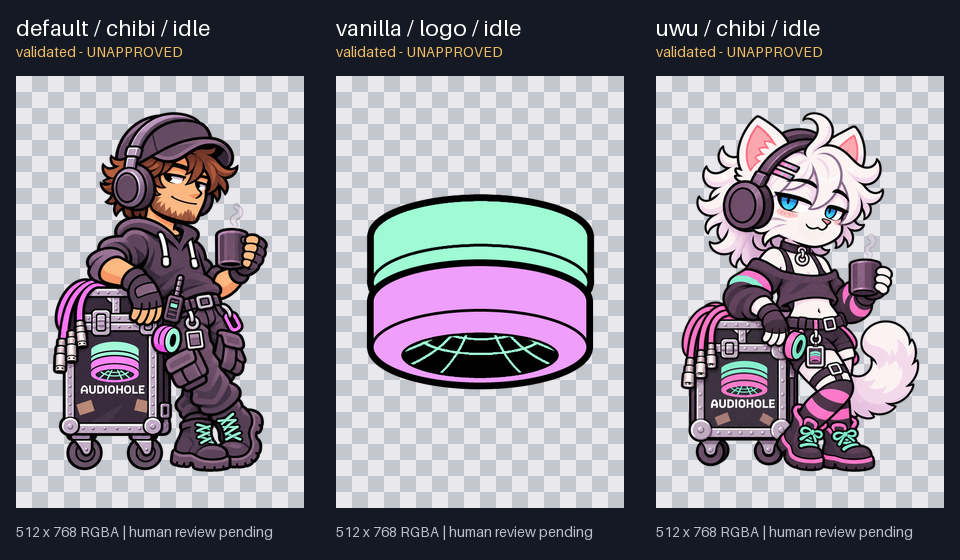 default / chibi / idle
validated - UNAPPROVED
AUDIOHOLE
512 x 768 RGBA | human review pending
vanilla / logo / idle
validated - UNAPPROVED
512 x 768 RGBA | human review pending
uwu / chibi / idle
validated - UNAPPROVED
AUDIOHOLE
512 x 768 RGBA | human review pending